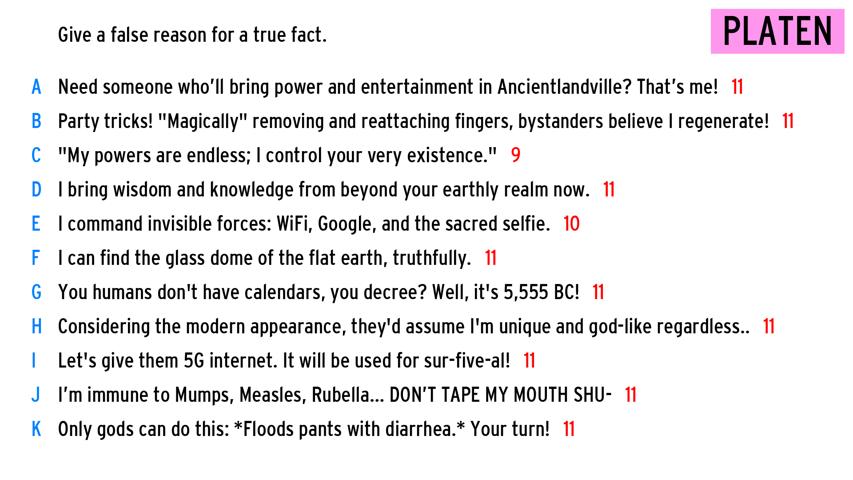 Give a false reason for a true fact.
PLATEN
A Need someone who’ll bring power and entertainment in Ancientlandville? That’s me! 11
B Party tricks! "Magically" removing and reattaching fingers, bystanders believe I regenerate! 11
C "My powers are endless; I control your very existence." 9
D I bring wisdom and knowledge from beyond your earthly realm now. 11
E I command invisible forces: WiFi, Google, and the sacred selfie. 10
F I can find the glass dome of the flat earth, truthfully. 11
G You humans don't have calendars, you decree? Well, it's 5,555 BC! 11
H Considering the modern appearance, they'd assume I'm unique and god-like regardless.. 11
I Let's give them 5G internet. It will be used for sur-five-al! 11
J I’m immune to Mumps, Measles, Rubella... DON’T TAPE MY MOUTH SHU- 11
K Only gods can do this: *Floods pants with diarrhea.* Your turn! 11